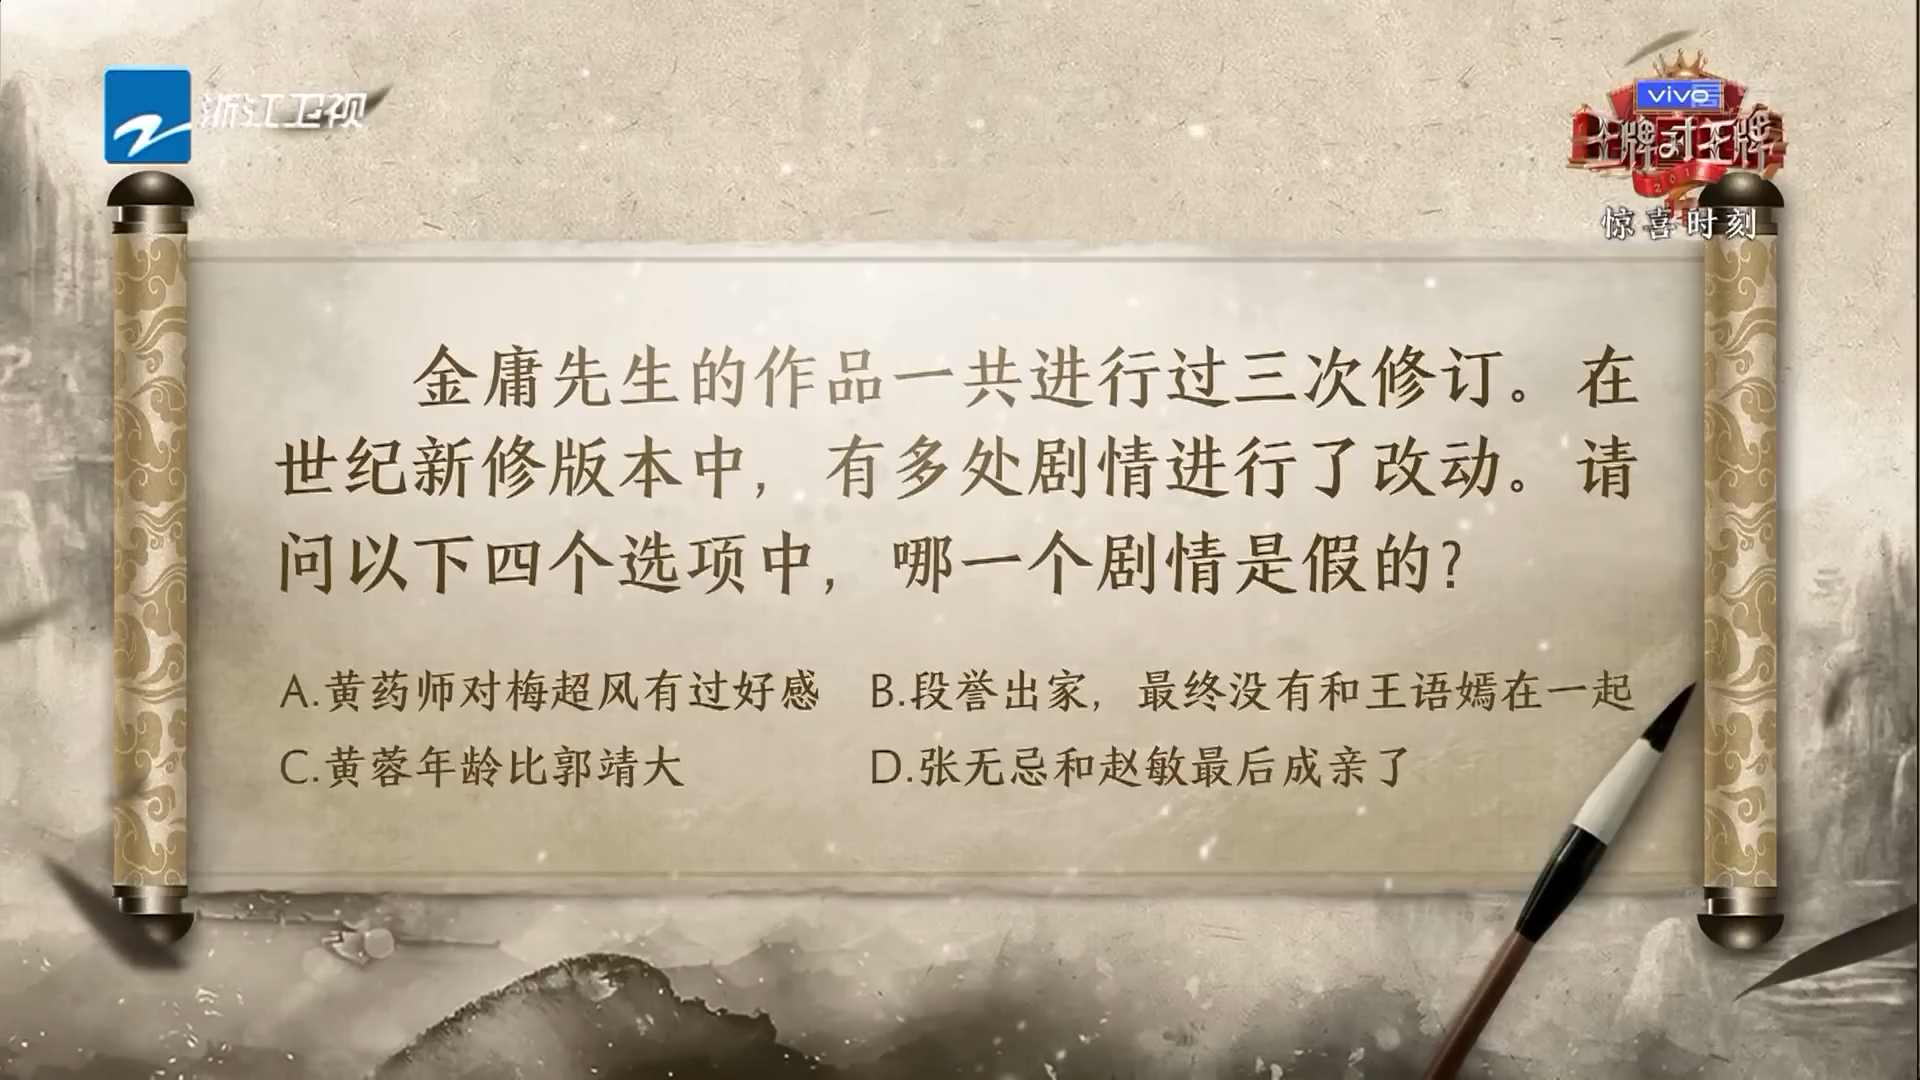 浙江卫视
vivo
王牌对王牌
惊喜时刻
金庸先生的作品一共进行过三次修订。在
世纪新修版本中，有多处剧情进行了改动。请
问以下四个选项中，哪一个剧情是假的？
A.黄药师对梅超风有过好感 B.段誉出家，最终没有和王语嫣在一起
C.黄蓉年龄比郭靖大 D.张无忌和赵敏最后成亲了